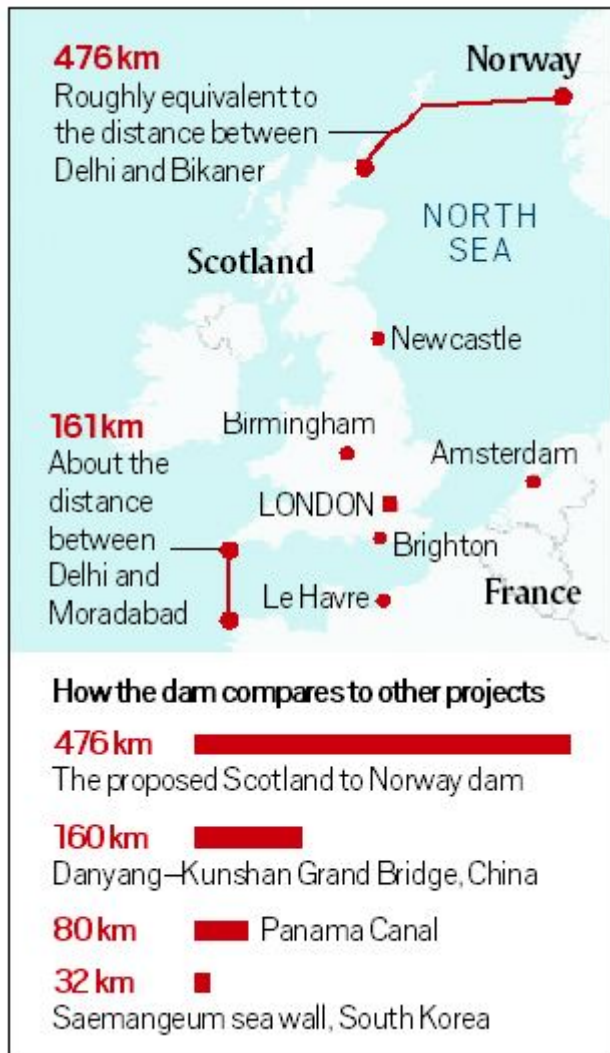 476 km
Roughly equivalent to
the distance between
Delhi and Bikaner
Norway
NORTH
SEA
Scotland
Newcastle
161 km
About the
distance
between
Delhi and
Moradabad
Birmingham
Amsterdam
LONDON
Brighton
Le Havre
France
How the dam compares to other projects
476 km
The proposed Scotland to Norway dam
160 km
Danyang–Kunshan Grand Bridge, China
80 km Panama Canal
32 km
Saemangeum sea wall, South Korea